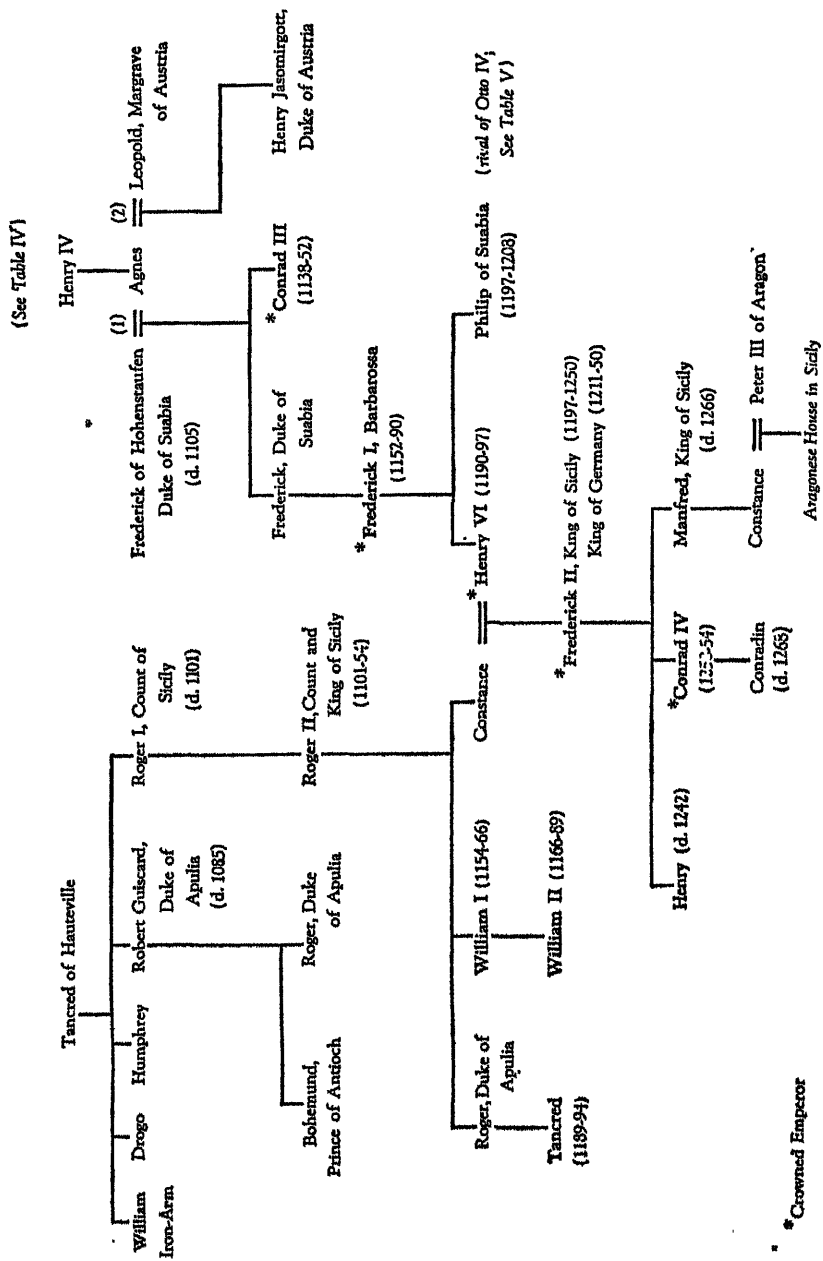 (See Table IV)
Henry IV
Tancred of Hauteville
William
Iron-Arm
Drogo
Humphrey
Robert Guiscard,
Duke of
Apulia
(d. 1085)
Roger I, Count of
Sicily
(d. 1101)
Frederick of Hohenstaufen
Duke of Suabia
(d. 1105)
(1)
Agnes
(2)
Leopold, Margrave
of Austria
Bohemund,
Prince of Antioch
Roger, Duke
of Apulia
Roger II, Count and
King of Sicily
(1101-54)
Frederick, Duke of
Suabia
*Conrad III
(1138-52)
Henry Jasomirgott,
Duke of Austria
*Frederick I, Barbarossa
(1152-90)
Roger, Duke of
Apulia
William I (1154-66)
Constance
*Henry VI (1190-97)
Philip of Suabia
(1197-1208)
(rival of Otto IV,
See Table V)
Tancred
(1189-94)
William II (1166-89)
*Frederick II, King of Sicily (1197-1250)
King of Germany (1211-50)
Henry (d. 1242)
*Conrad IV
Manfred, King of Sicily
(d. 1266)
Conradin
(d. 1268)
Constance
Peter III of Aragon
Aragonese House in Sicily
*Crowned Emperor